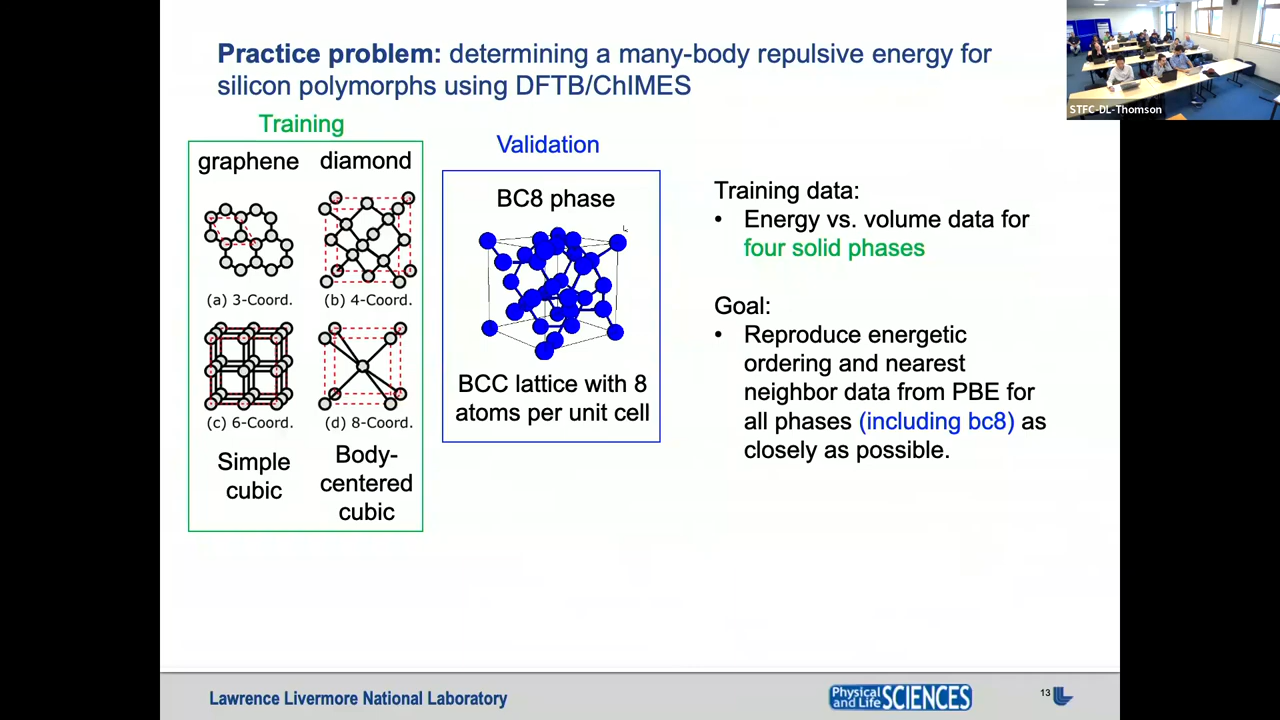 Practice problem: determining a many-body repulsive energy for
silicon polymorphs using DFTB/ChIMES
STFC-DL-Thomson
Training
graphene diamond
(a) 3-Coord. (b) 4-Coord.
(c) 6-Coord. (d) 8-Coord.
Simple
cubic
Body-
centered
cubic
Validation
BC8 phase
BCC lattice with 8
atoms per unit cell
Training data:
• Energy vs. volume data for
four solid phases
Goal:
• Reproduce energetic
ordering and nearest
neighbor data from PBE for
all phases (including bc8) as
closely as possible.
Lawrence Livermore National Laboratory
Physical
and Life SCIENCES
13